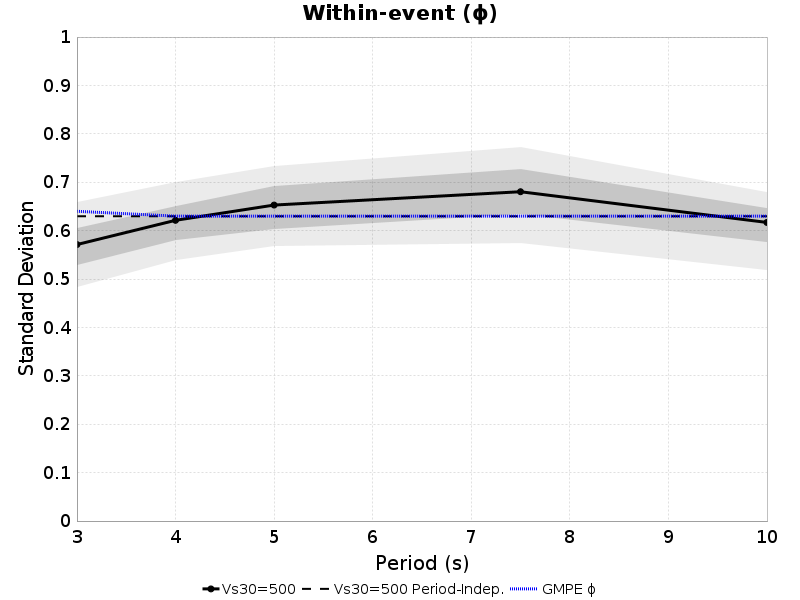 Within-event (ϕ)
1
0.9
0.8
0.7
0.6
0.5
0.4
0.3
0.2
0.1
0
Standard Deviation
3 4 5 6 7 8 9 10
Period (s)
Vs30=500 Vs30=500 Period-Indep. GMPE ϕ